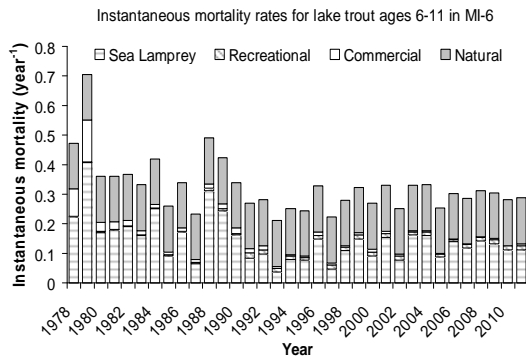 Instantaneous mortality rates for lake trout ages 6-11 in MI-6
Sea Lamprey Recreational Commercial Natural
Instantaneous mortality (year-1)
0.8
0.7
0.6
0.5
0.4
0.3
0.2
0.1
0
1978 1980 1982 1984 1986 1988 1990 1992 1994 1996 1998 2000 2002 2004 2006 2008 2010
Year